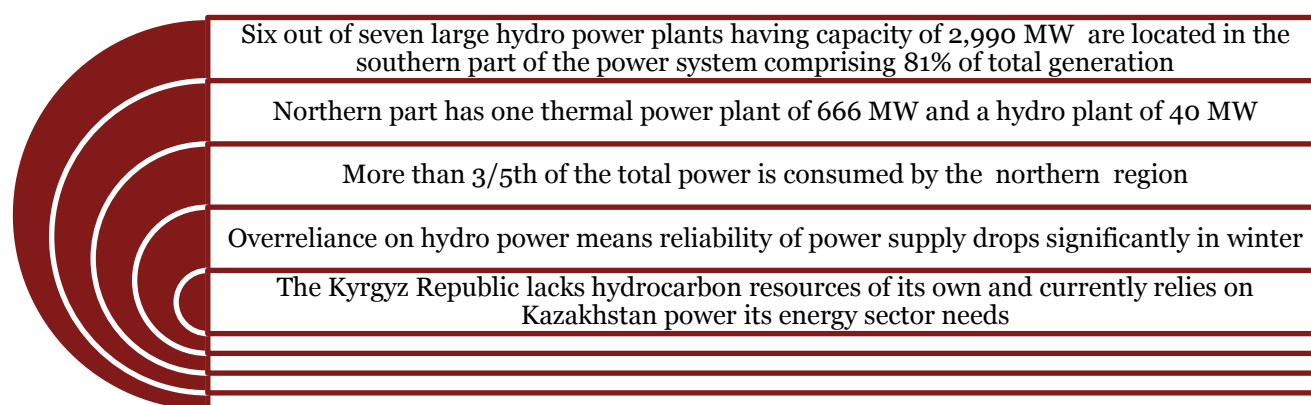 Six out of seven large hydro power plants having capacity of 2,990 MW are located in the
southern part of the power system comprising 81% of total generation
Northern part has one thermal power plant of 666 MW and a hydro plant of 40 MW
More than 3/5th of the total power is consumed by the northern region
Overreliance on hydro power means reliability of power supply drops significantly in winter
The Kyrgyz Republic lacks hydrocarbon resources of its own and currently relies on
Kazakhstan power its energy sector needs